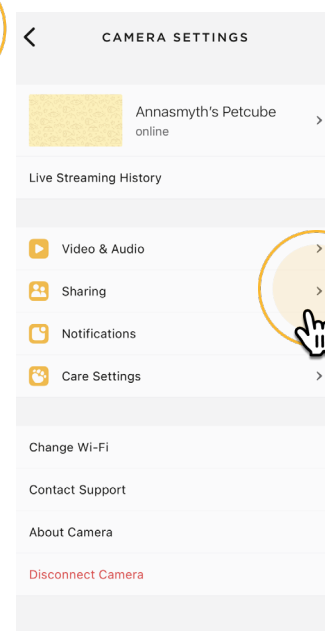 CAMERA SETTINGS
Annasmyth's Petcube
online
Live Streaming History
Video & Audio
Sharing
Notifications
Care Settings
Change Wi-Fi
Contact Support
About Camera
Disconnect Camera